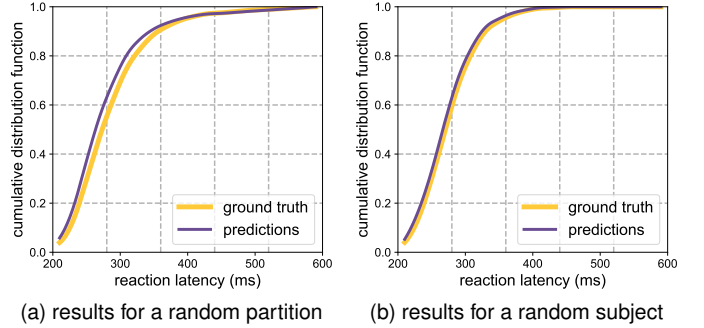 cumulative distribution function
1.0
0.8
0.6
0.4
0.2
0.0
200 300 400 500 600
reaction latency (ms)
ground truth
predictions
(a) results for a random partition
cumulative distribution function
1.0
0.8
0.6
0.4
0.2
0.0
200 300 400 500 600
reaction latency (ms)
ground truth
predictions
(b) results for a random subject